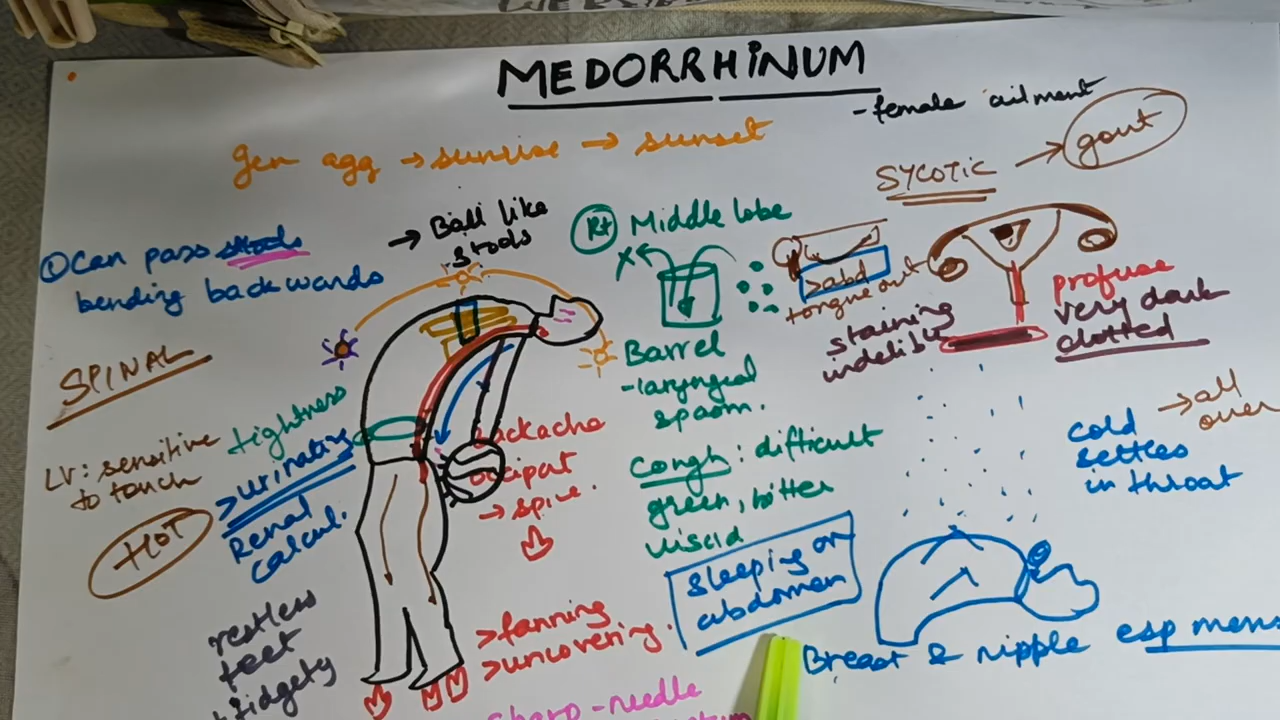 MEDORRHINUM
- female ailment
gen agg → sunrise → sunset
SYCOTIC → gout
① Can pass stools
bending backwards
→ Ball like
stools
Rt Middle lobe
>abd
tongue out
Barrel
- laryngial
spasm.
staining
indelible
profuse
very dark
clotted
SPINAL
LV: sensitive
to touch
HOT
tightness
>urinating
Renal
calculi.
backache
occiput
→ spine.
Cough: difficult
green, bitter
viscid
cold → all
over
settles
in throat
Sleeping on
abdomen
Breast & nipple esp mens
restless
feet
fidgety
>fanning
>uncovering.
Sharp - needle